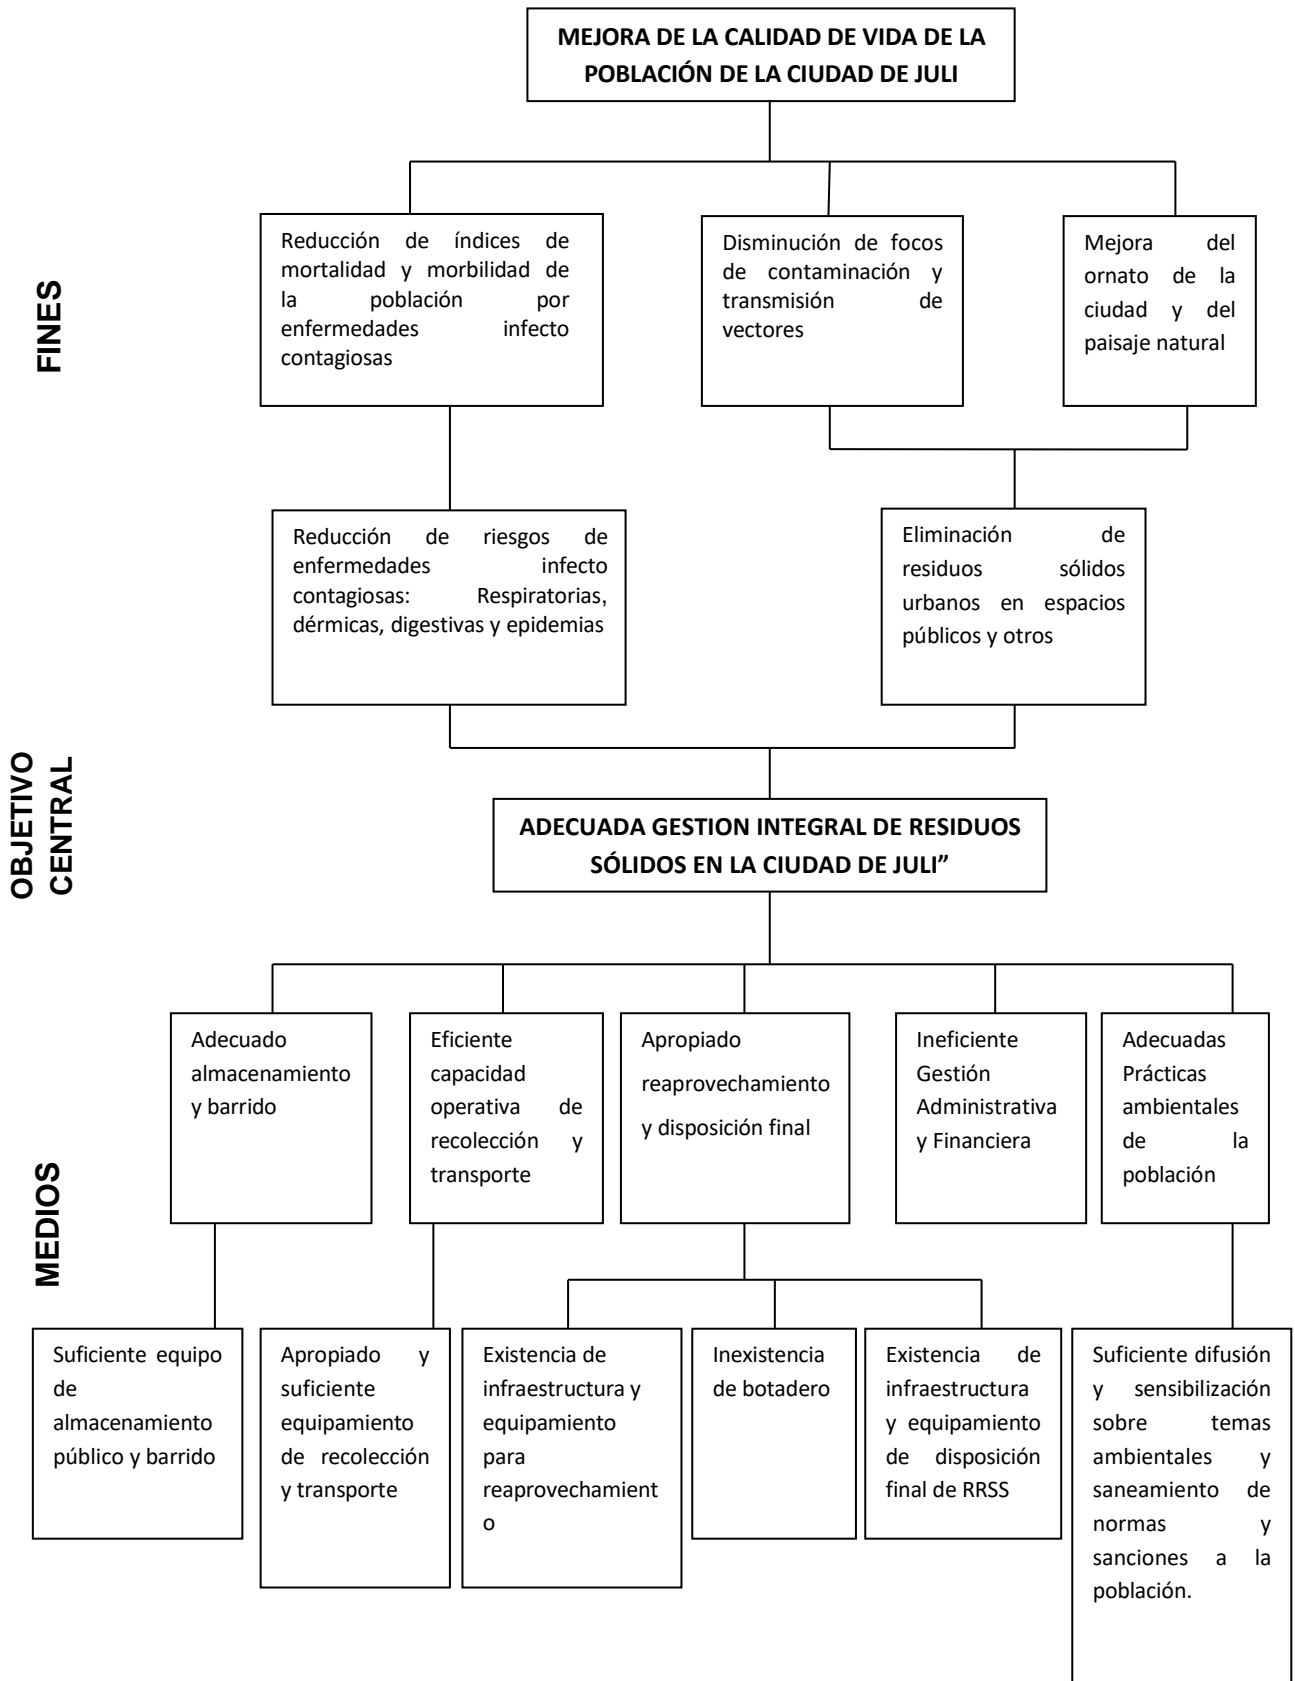 MEJORA DE LA CALIDAD DE VIDA DE LA
POBLACIÓN DE LA CIUDAD DE JULI
FINES
Reducción de índices de
mortalidad y morbilidad de
la población por
enfermedades infecto
contagiosas
Disminución de focos
de contaminación y
transmisión de
vectores
Mejora del
ornato de la
ciudad y del
paisaje natural
Reducción de riesgos de
enfermedades infecto
contagiosas: Respiratorias,
dérmicas, digestivas y epidemias
Eliminación de
residuos sólidos
urbanos en espacios
públicos y otros
OBJETIVO
CENTRAL
ADECUADA GESTION INTEGRAL DE RESIDUOS
SÓLIDOS EN LA CIUDAD DE JULI”
MEDIOS
Adecuado
almacenamiento
y barrido
Eficiente
capacidad
operativa de
recolección y
transporte
Apropiado
reaprovechamiento
y disposición final
Ineficiente
Gestión
Administrativa
y Financiera
Adecuadas
Prácticas
ambientales
de la
población
Suficiente equipo
de
almacenamiento
público y barrido
Apropiado y
suficiente
equipamiento
de recolección
y transporte
Existencia de
infraestructura y
equipamiento
para
reaprovechamient
o
Inexistencia
de botadero
Existencia de
infraestructura
y equipamiento
de disposición
final de RRSS
Suficiente difusión
y sensibilización
sobre temas
ambientales y
saneamiento de
normas y
sanciones a la
población.